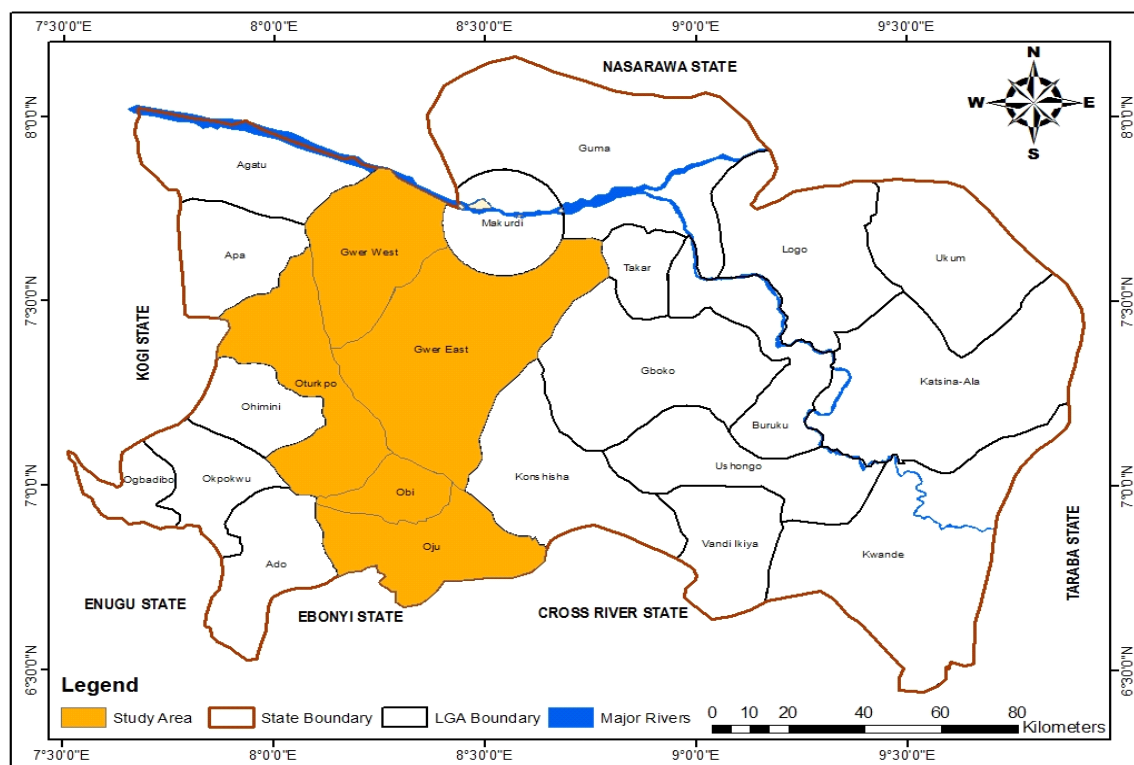 7°30'0"E 8°0'0"E 8°30'0"E 9°0'0"E 9°30'0"E
N
W E
S
NASARAWA STATE
8°0'0"N 8°0'0"N
Guma
Agatu
Makurdi
Gwer West
Apa
Takar
Logo
Ukum
7°30'0"N 7°30'0"N
KOGI STATE
Gwer East
Gboko
Oturkpo
Katsina-Ala
Ohimini
Buruku
Ushongo
Ogbadibo
Okpokwu
Konshisha
7°0'0"N 7°0'0"N
Obi
Oju
Vandi Ikiya
Kwande
Ado
TARABA STATE
ENUGU STATE
EBONYI STATE
CROSS RIVER STATE
6°30'0"N 6°30'0"N
Legend
Study Area
State Boundary
LGA Boundary
Major Rivers
0 10 20 40 60 80
Kilometers
7°30'0"E 8°0'0"E 8°30'0"E 9°0'0"E 9°30'0"E